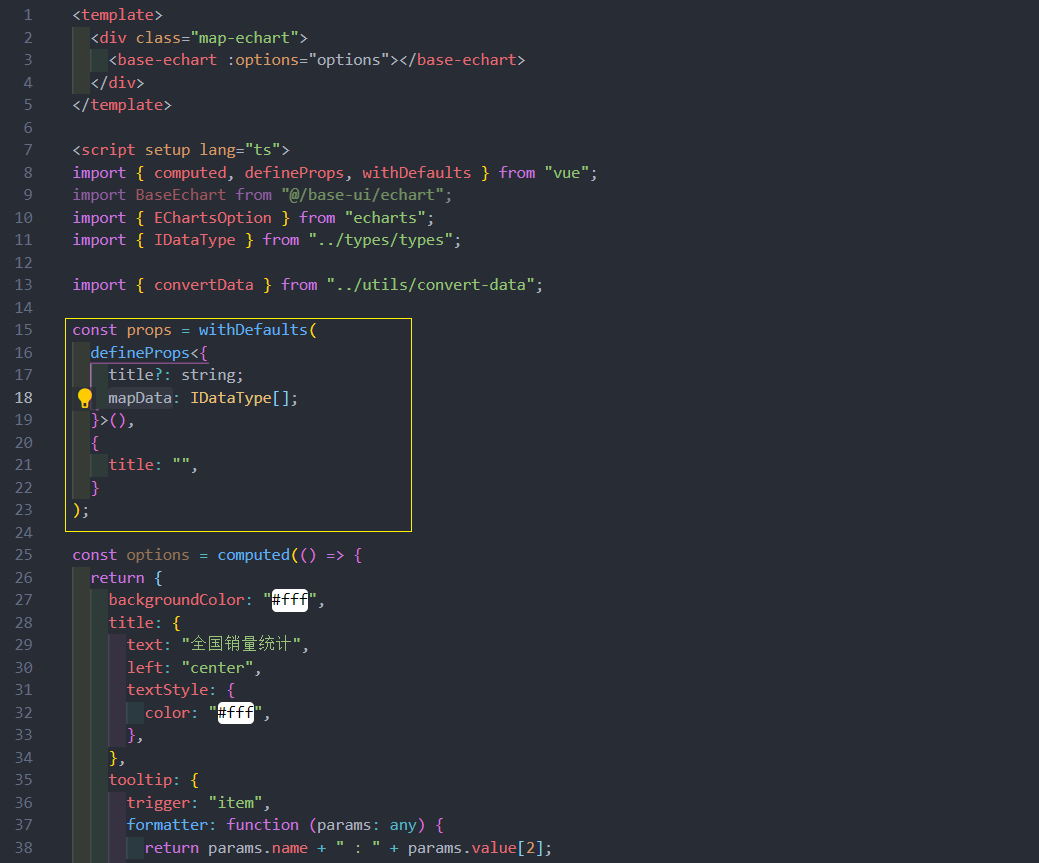 1 <template>
2 <div class="map-echart">
3 <base-echart :options="options"></base-echart>
4 </div>
5 </template>
6
7 <script setup lang="ts">
8 import { computed, defineProps, withDefaults } from "vue";
9 import BaseEchart from "@/base-ui/echart";
10 import { EChartsOption } from "echarts";
11 import { IDataType } from "../types/types";
12
13 import { convertData } from "../utils/convert-data";
14
15 const props = withDefaults(
16 defineProps<{
17 title?: string;
18 mapData: IDataType[];
19 }>(),
20 {
21 title: "",
22 }
23 );
24
25 const options = computed(() => {
26 return {
27 backgroundColor: "#fff",
28 title: {
29 text: "全国销量统计",
30 left: "center",
31 textStyle: {
32 color: "#fff",
33 },
34 },
35 tooltip: {
36 trigger: "item",
37 formatter: function (params: any) {
38 return params.name + " : " + params.value[2];